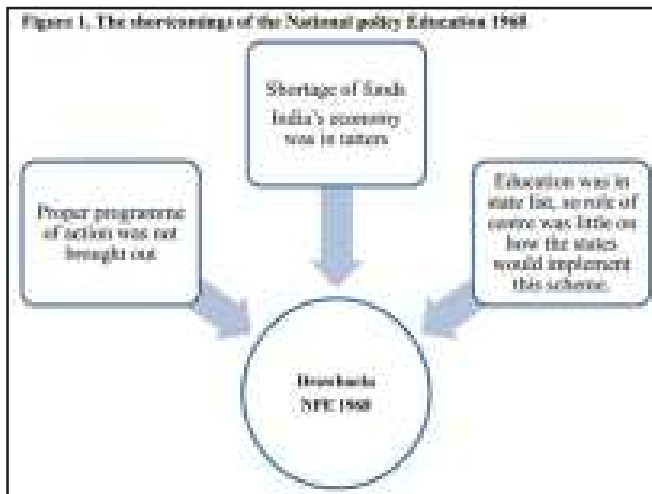 Figure 1. The shortcomings of the National policy Education 1968
Shortage of funds
India's economy
was in tatters
Proper programme
of action was not
brought out
Education was in
state list, so role of
centre was little on
how the states
would implement
this scheme.
Drawbacks
NPE 1968